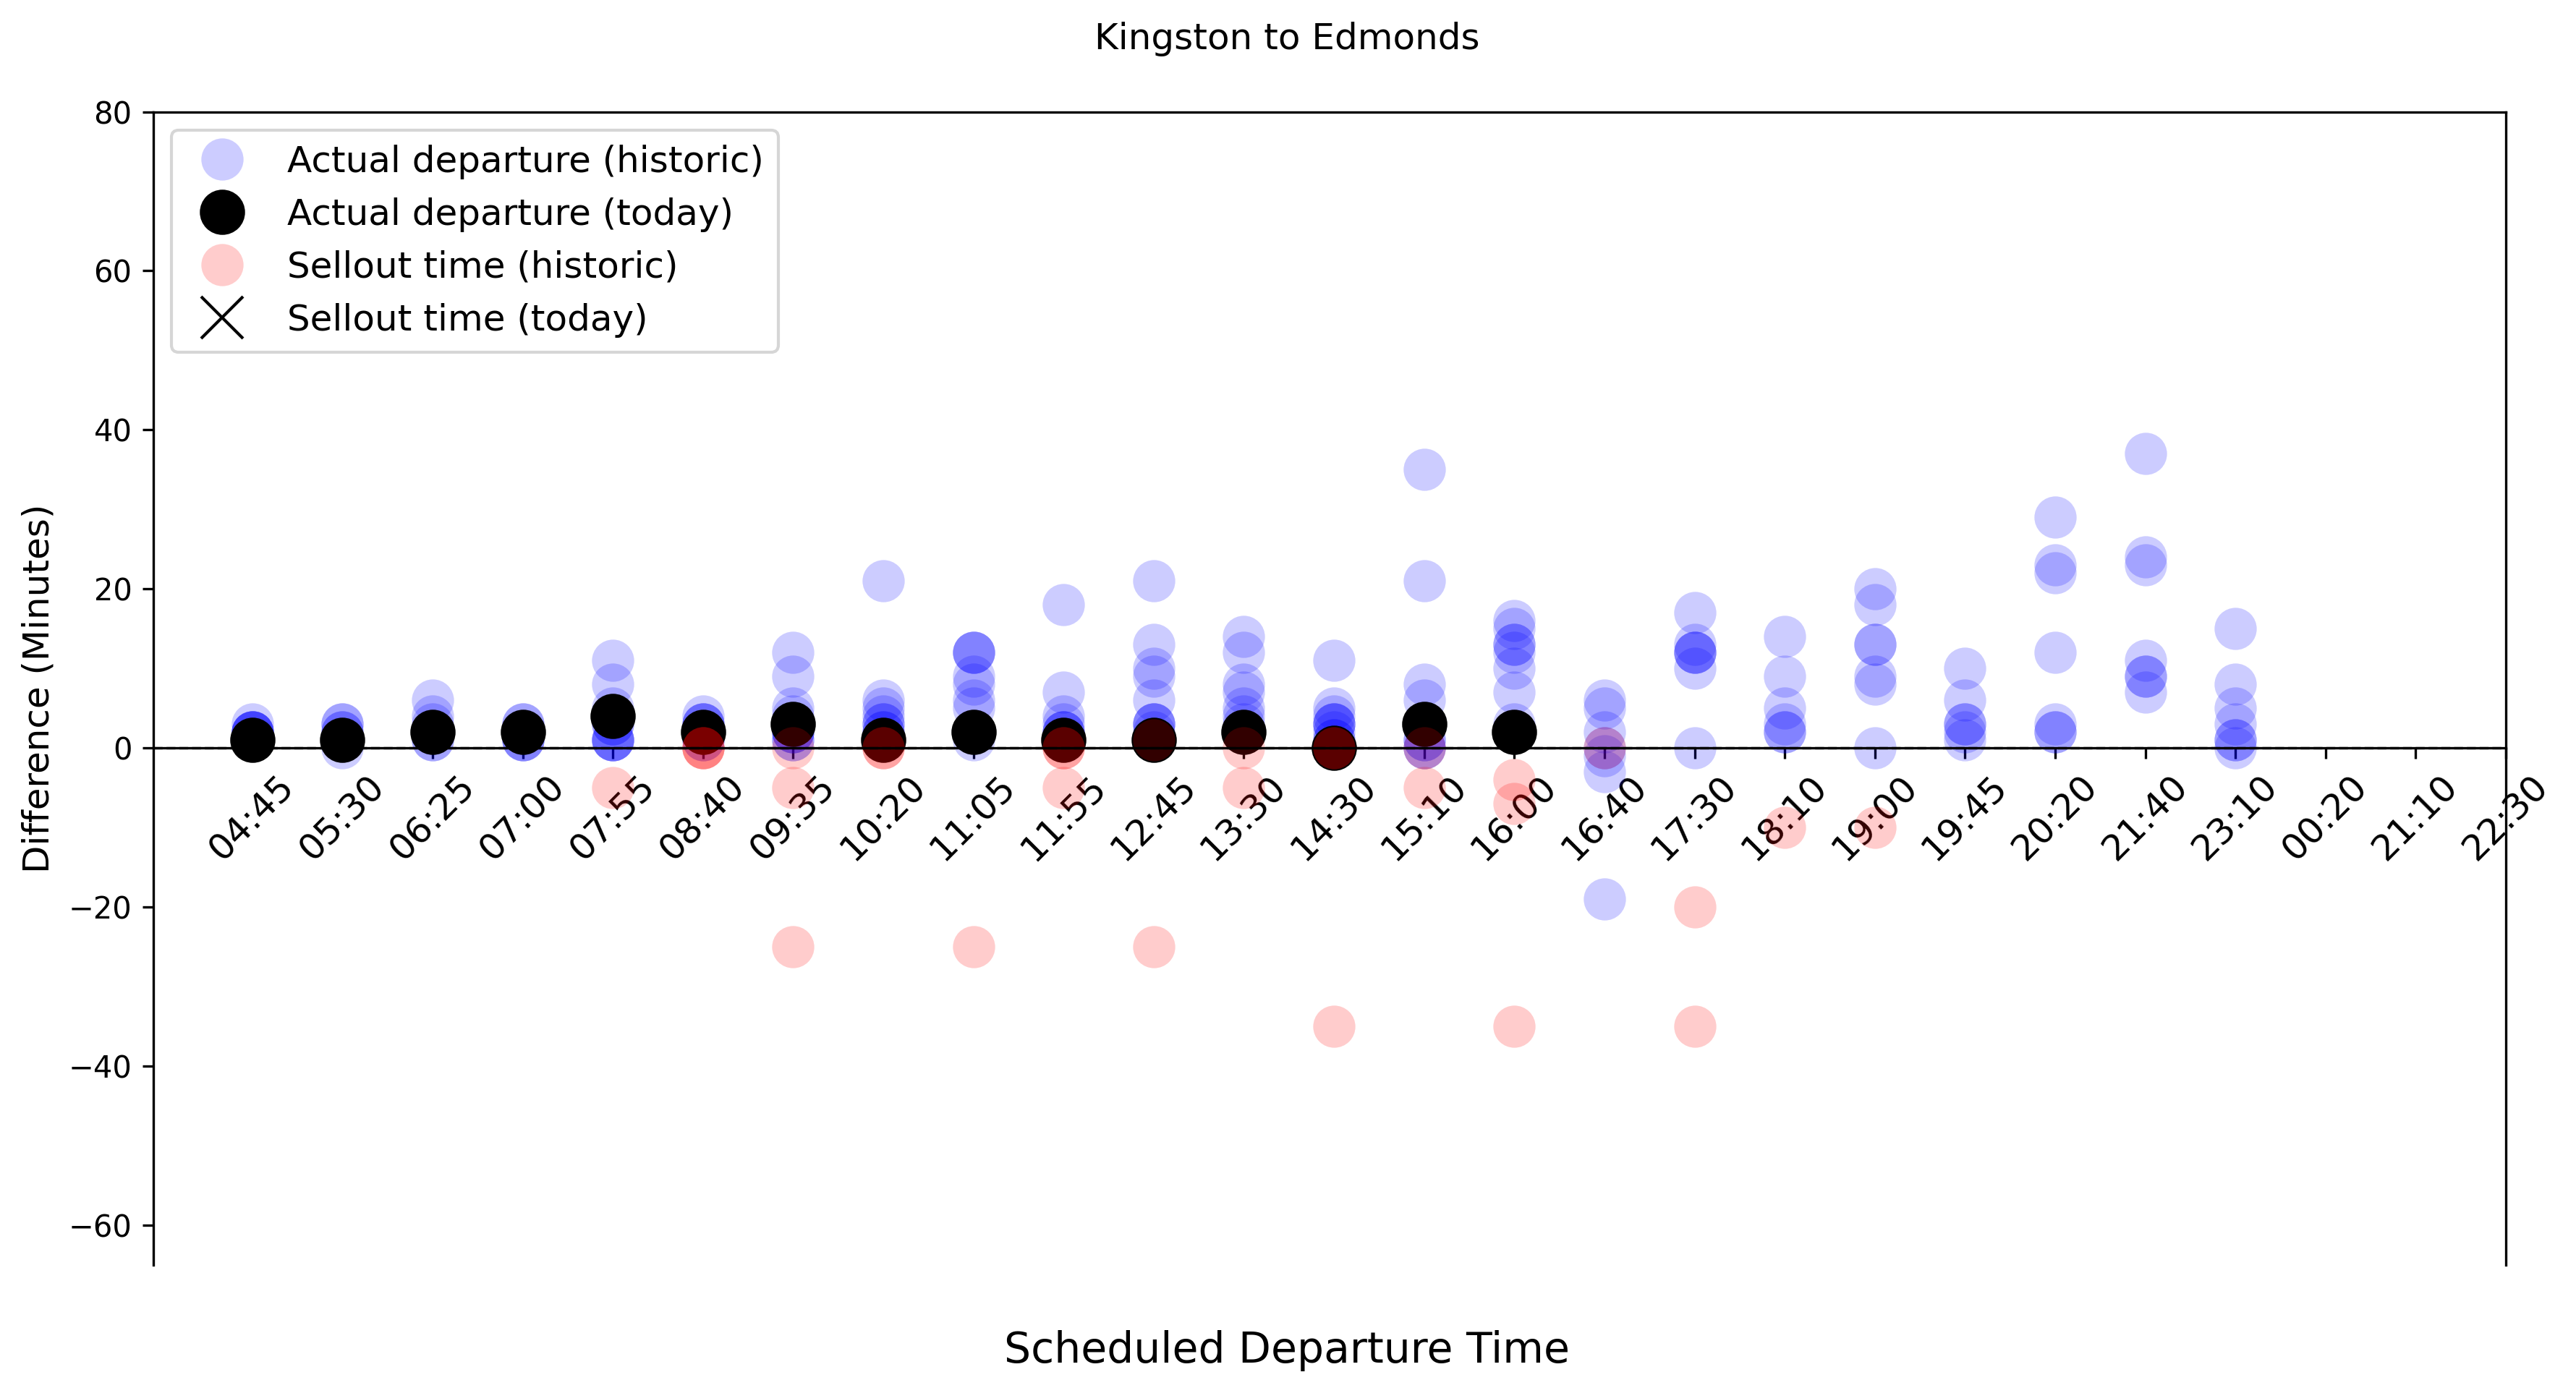 Kingston to Edmonds
80
60
40
20
0
−20
−40
−60
Difference (Minutes)
Actual departure (historic)
Actual departure (today)
Sellout time (historic)
Sellout time (today)
04:45 05:30 06:25 07:00 07:55 08:40 09:35 10:20 11:05 11:55 12:45 13:30 14:30 15:10 16:00 16:40 17:30 18:10 19:00 19:45 20:20 21:40 23:10 00:20 21:10 22:30
Scheduled Departure Time